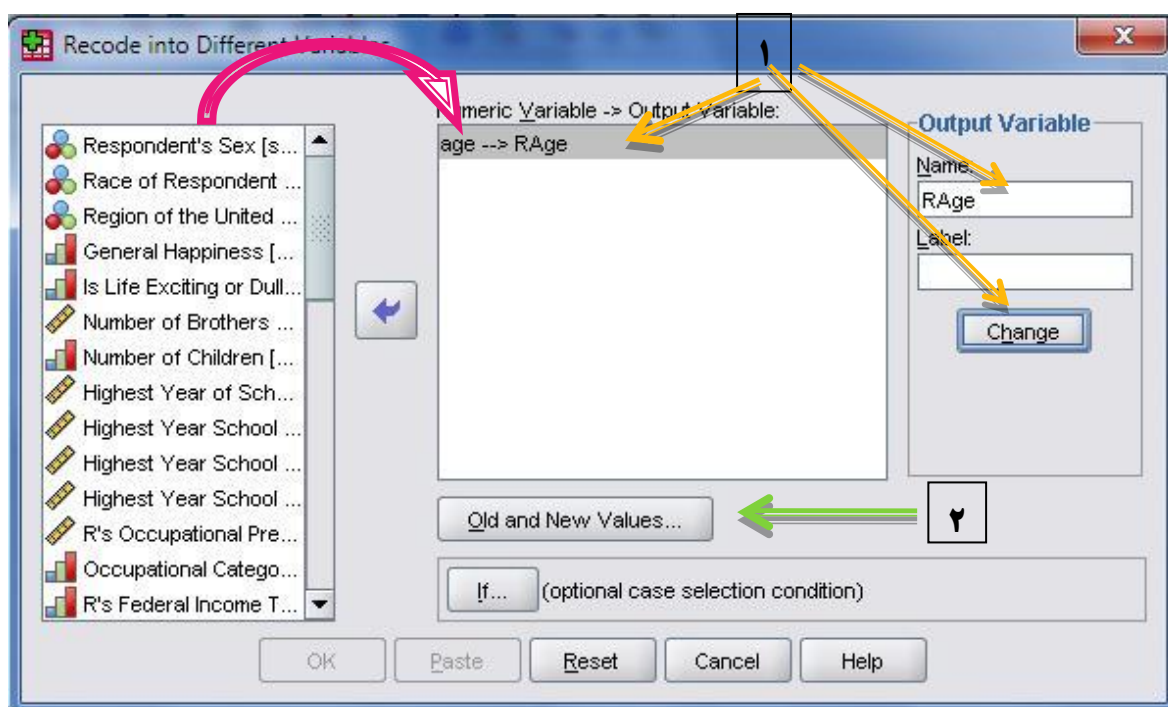 Recode into Different Variables
١
Respondent's Sex [s...
Race of Respondent ...
Region of the United ...
General Happiness [...
Is Life Exciting or Dull...
Number of Brothers ...
Number of Children [...
Highest Year of Sch...
Highest Year School ...
Highest Year School ...
Highest Year School ...
R's Occupational Pre...
Occupational Catego...
R's Federal Income T...
Numeric Variable -> Output Variable:
age --> RAge
Output Variable
Name:
RAge
Label:
Change
Old and New Values...
٢
If... (optional case selection condition)
OK Paste Reset Cancel Help